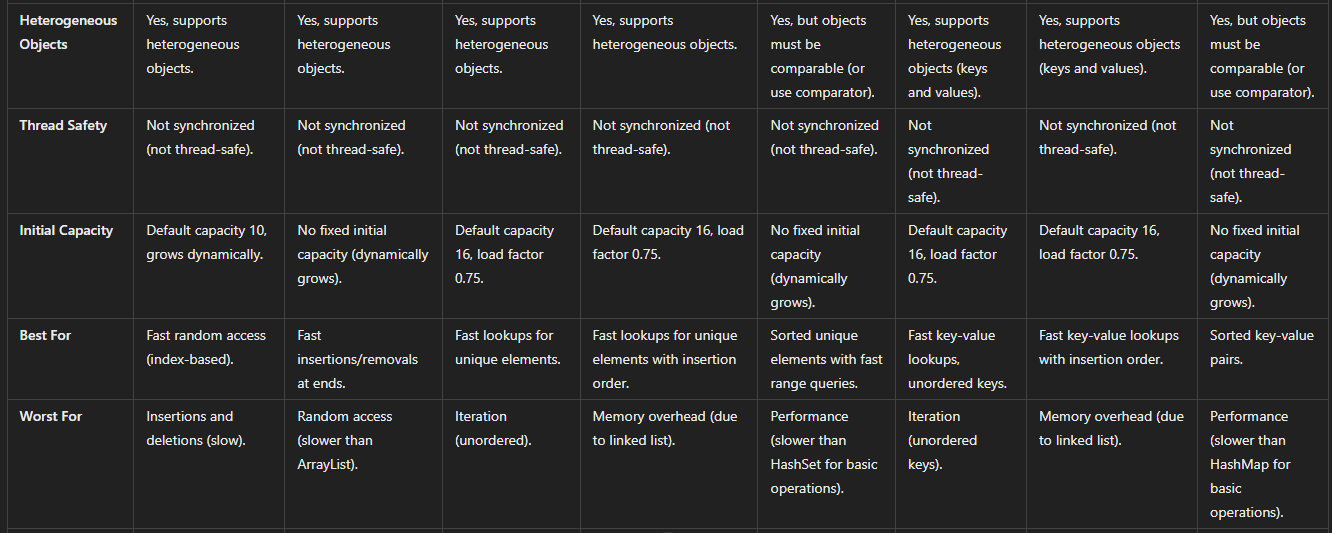 Heterogeneous
Objects
Yes, supports
heterogeneous
objects.
Yes, supports
heterogeneous
objects.
Yes, supports
heterogeneous
objects.
Yes, supports
heterogeneous objects.
Yes, but objects
must be
comparable (or
use comparator).
Yes, supports
heterogeneous
objects (keys
and values).
Yes, supports
heterogeneous objects
(keys and values).
Yes, but objects
must be
comparable (or
use comparator).
Thread Safety
Not synchronized
(not thread-safe).
Not synchronized
(not thread-safe).
Not synchronized
(not thread-safe).
Not synchronized (not
thread-safe).
Not synchronized
(not thread-safe).
Not
synchronized
(not thread-
safe).
Not synchronized (not
thread-safe).
Not
synchronized
(not thread-
safe).
Initial Capacity
Default capacity 10,
grows dynamically.
No fixed initial
capacity (dynamically
grows).
Default capacity
16, load factor
0.75.
Default capacity 16, load
factor 0.75.
No fixed initial
capacity
(dynamically
grows).
Default capacity
16, load factor
0.75.
Default capacity 16,
load factor 0.75.
No fixed initial
capacity
(dynamically
grows).
Best For
Fast random access
(index-based).
Fast
insertions/removals
at ends.
Fast lookups for
unique elements.
Fast lookups for unique
elements with insertion
order.
Sorted unique
elements with fast
range queries.
Fast key-value
lookups,
unordered keys.
Fast key-value lookups
with insertion order.
Sorted key-value
pairs.
Worst For
Insertions and
deletions (slow).
Random access
(slower than
ArrayList).
Iteration
(unordered).
Memory overhead (due
to linked list).
Performance
(slower than
HashSet for basic
operations).
Iteration
(unordered
keys).
Memory overhead (due
to linked list).
Performance
(slower than
HashMap for
basic
operations).